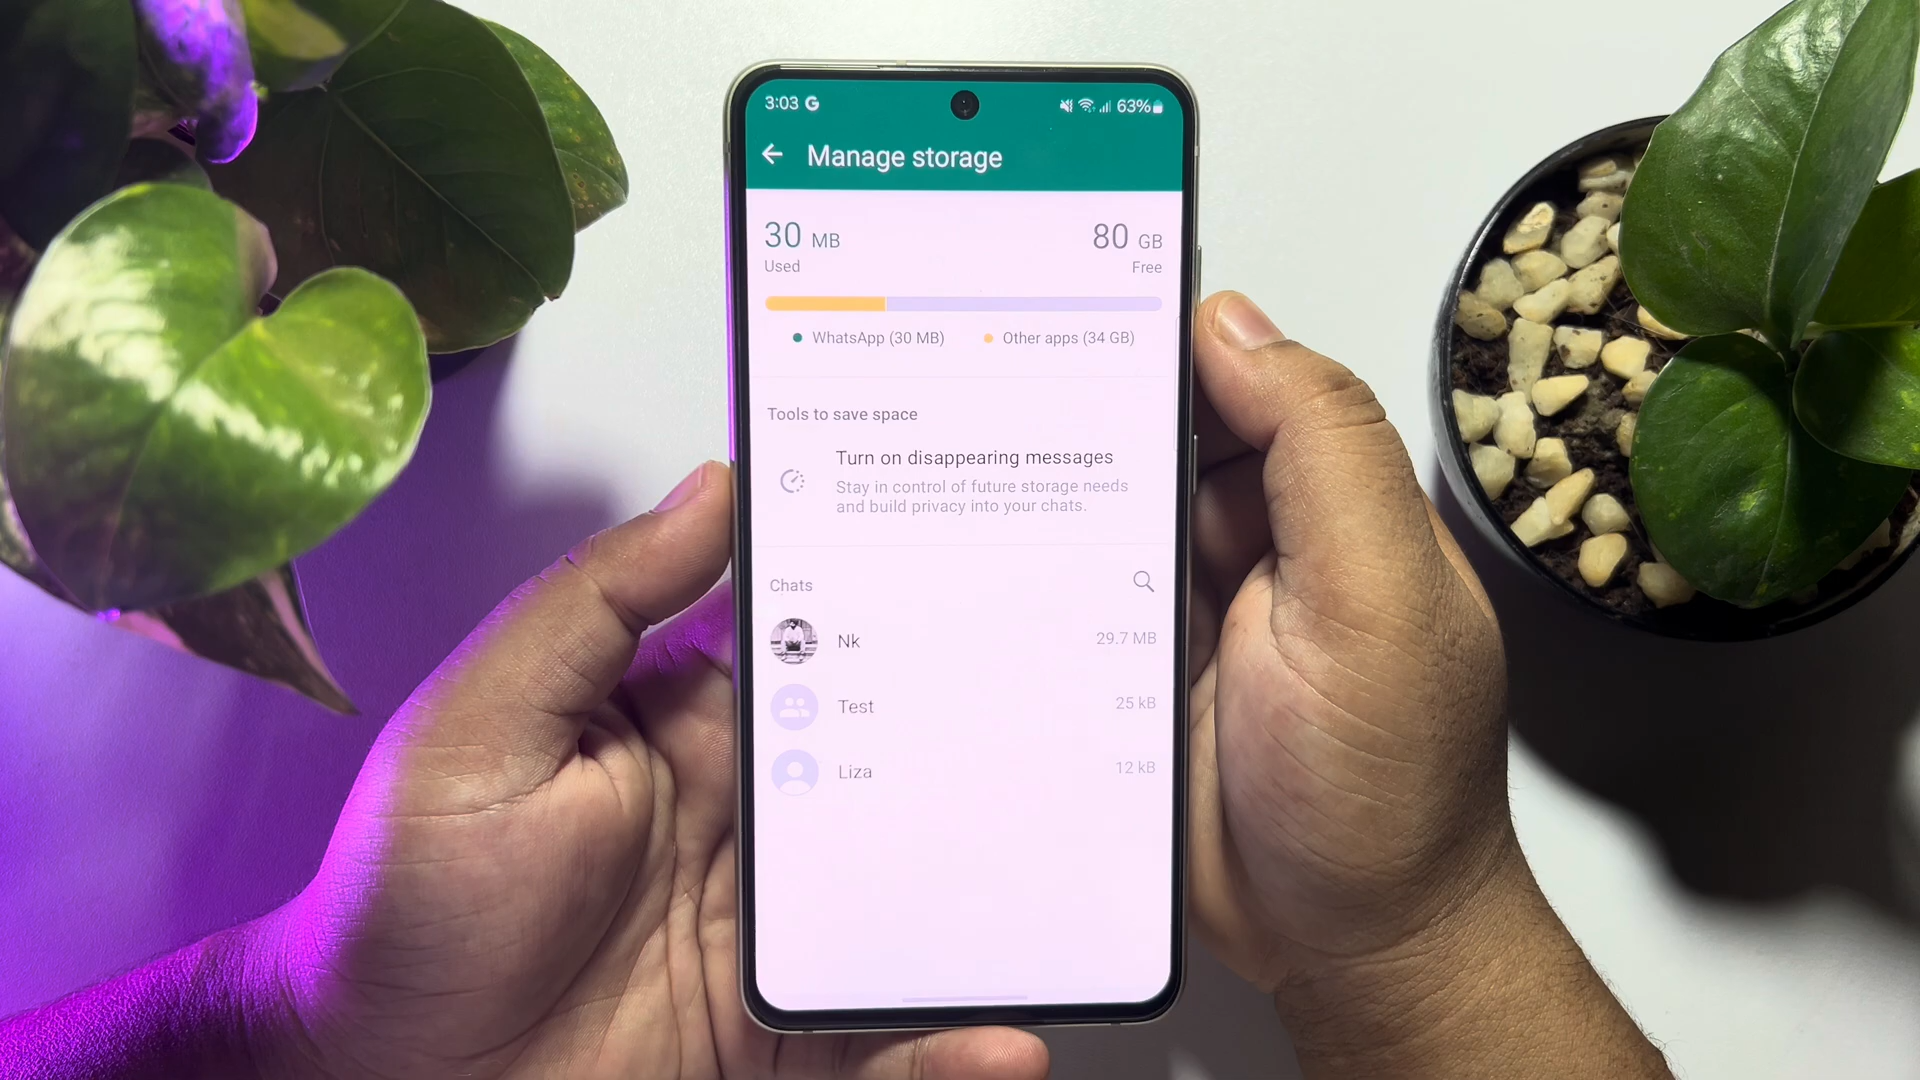 3:03 G 63%
Manage storage
30 MB 80 GB
Used Free
WhatsApp (30 MB) Other apps (34 GB)
Tools to save space
Turn on disappearing messages
Stay in control of future storage needs
and build privacy into your chats.
Chats
Nk 29.7 MB
Test 25 kB
Liza 12 kB